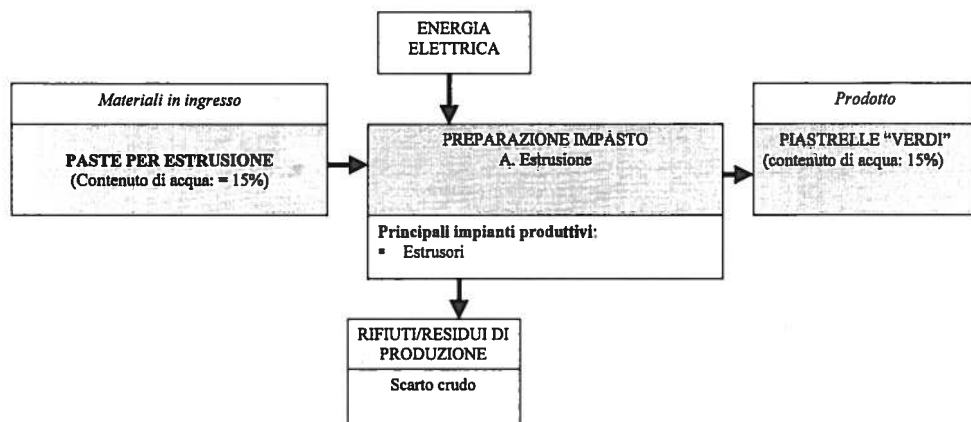 ENERGIA
ELETTRICA
Materiali in ingresso
PASTE PER ESTRUSIONE
(Contenuto di acqua: = 15%)
PREPARAZIONE IMPASTO
A. Estrusione
Principali impianti produttivi:
▪ Estrusori
Prodotto
PIASTRELLE “VERDI”
(contenuto di acqua: 15%)
RIFIUTI/RESIDUI DI
PRODUZIONE
Scarto crudo